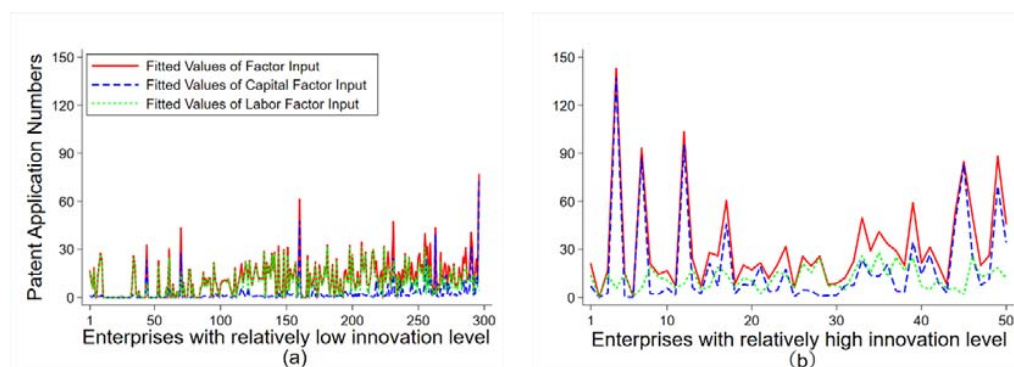 Patent Application Numbers
150
120
90
60
30
0
Fitted Values of Factor Input
Fitted Values of Capital Factor Input
Fitted Values of Labor Factor Input
1 50 100 150 200 250 300
Enterprises with relatively low innovation level
(a)
150
120
90
60
30
0
1 10 20 30 40 50
Enterprises with relatively high innovation level
(b)